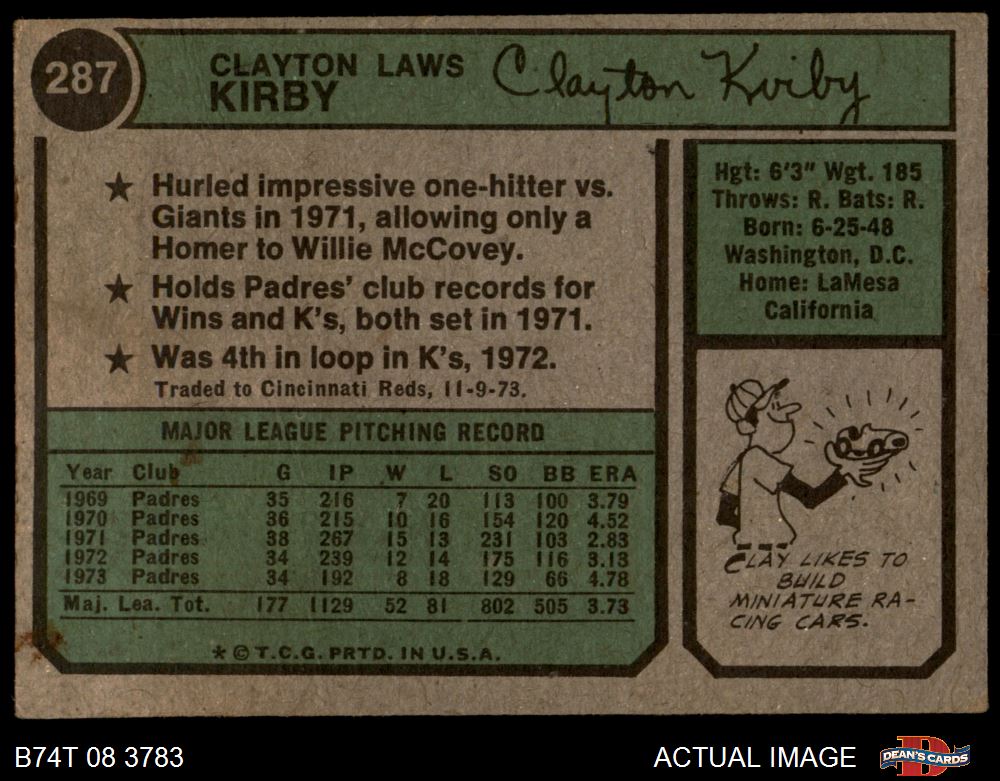 287
CLAYTON LAWS
KIRBY
Clayton Kirby
★ Hurled impressive one-hitter vs.
Giants in 1971, allowing only a
Homer to Willie McCovey.
★ Holds Padres' club records for
Wins and K's, both set in 1971.
★ Was 4th in loop in K's, 1972.
Traded to Cincinnati Reds, 11-9-73.
Hgt: 6'3" Wgt. 185
Throws: R. Bats: R.
Born: 6-25-48
Washington, D.C.
Home: LaMesa
California
MAJOR LEAGUE PITCHING RECORD
Year Club G IP W L SO BB ERA
1969 Padres 35 216 7 20 113 100 3.79
1970 Padres 36 215 10 16 154 120 4.52
1971 Padres 38 267 15 13 231 103 2.83
1972 Padres 34 239 12 14 175 116 3.13
1973 Padres 34 192 8 18 129 66 4.78
Maj. Lea. Tot. 177 1129 52 81 802 505 3.73
* © T.C.G. PRTD. IN U.S.A.
CLAY LIKES TO
BUILD
MINIATURE RA-
CING CARS.
B74T 08 3783
ACTUAL IMAGE
DEAN'S CARDS